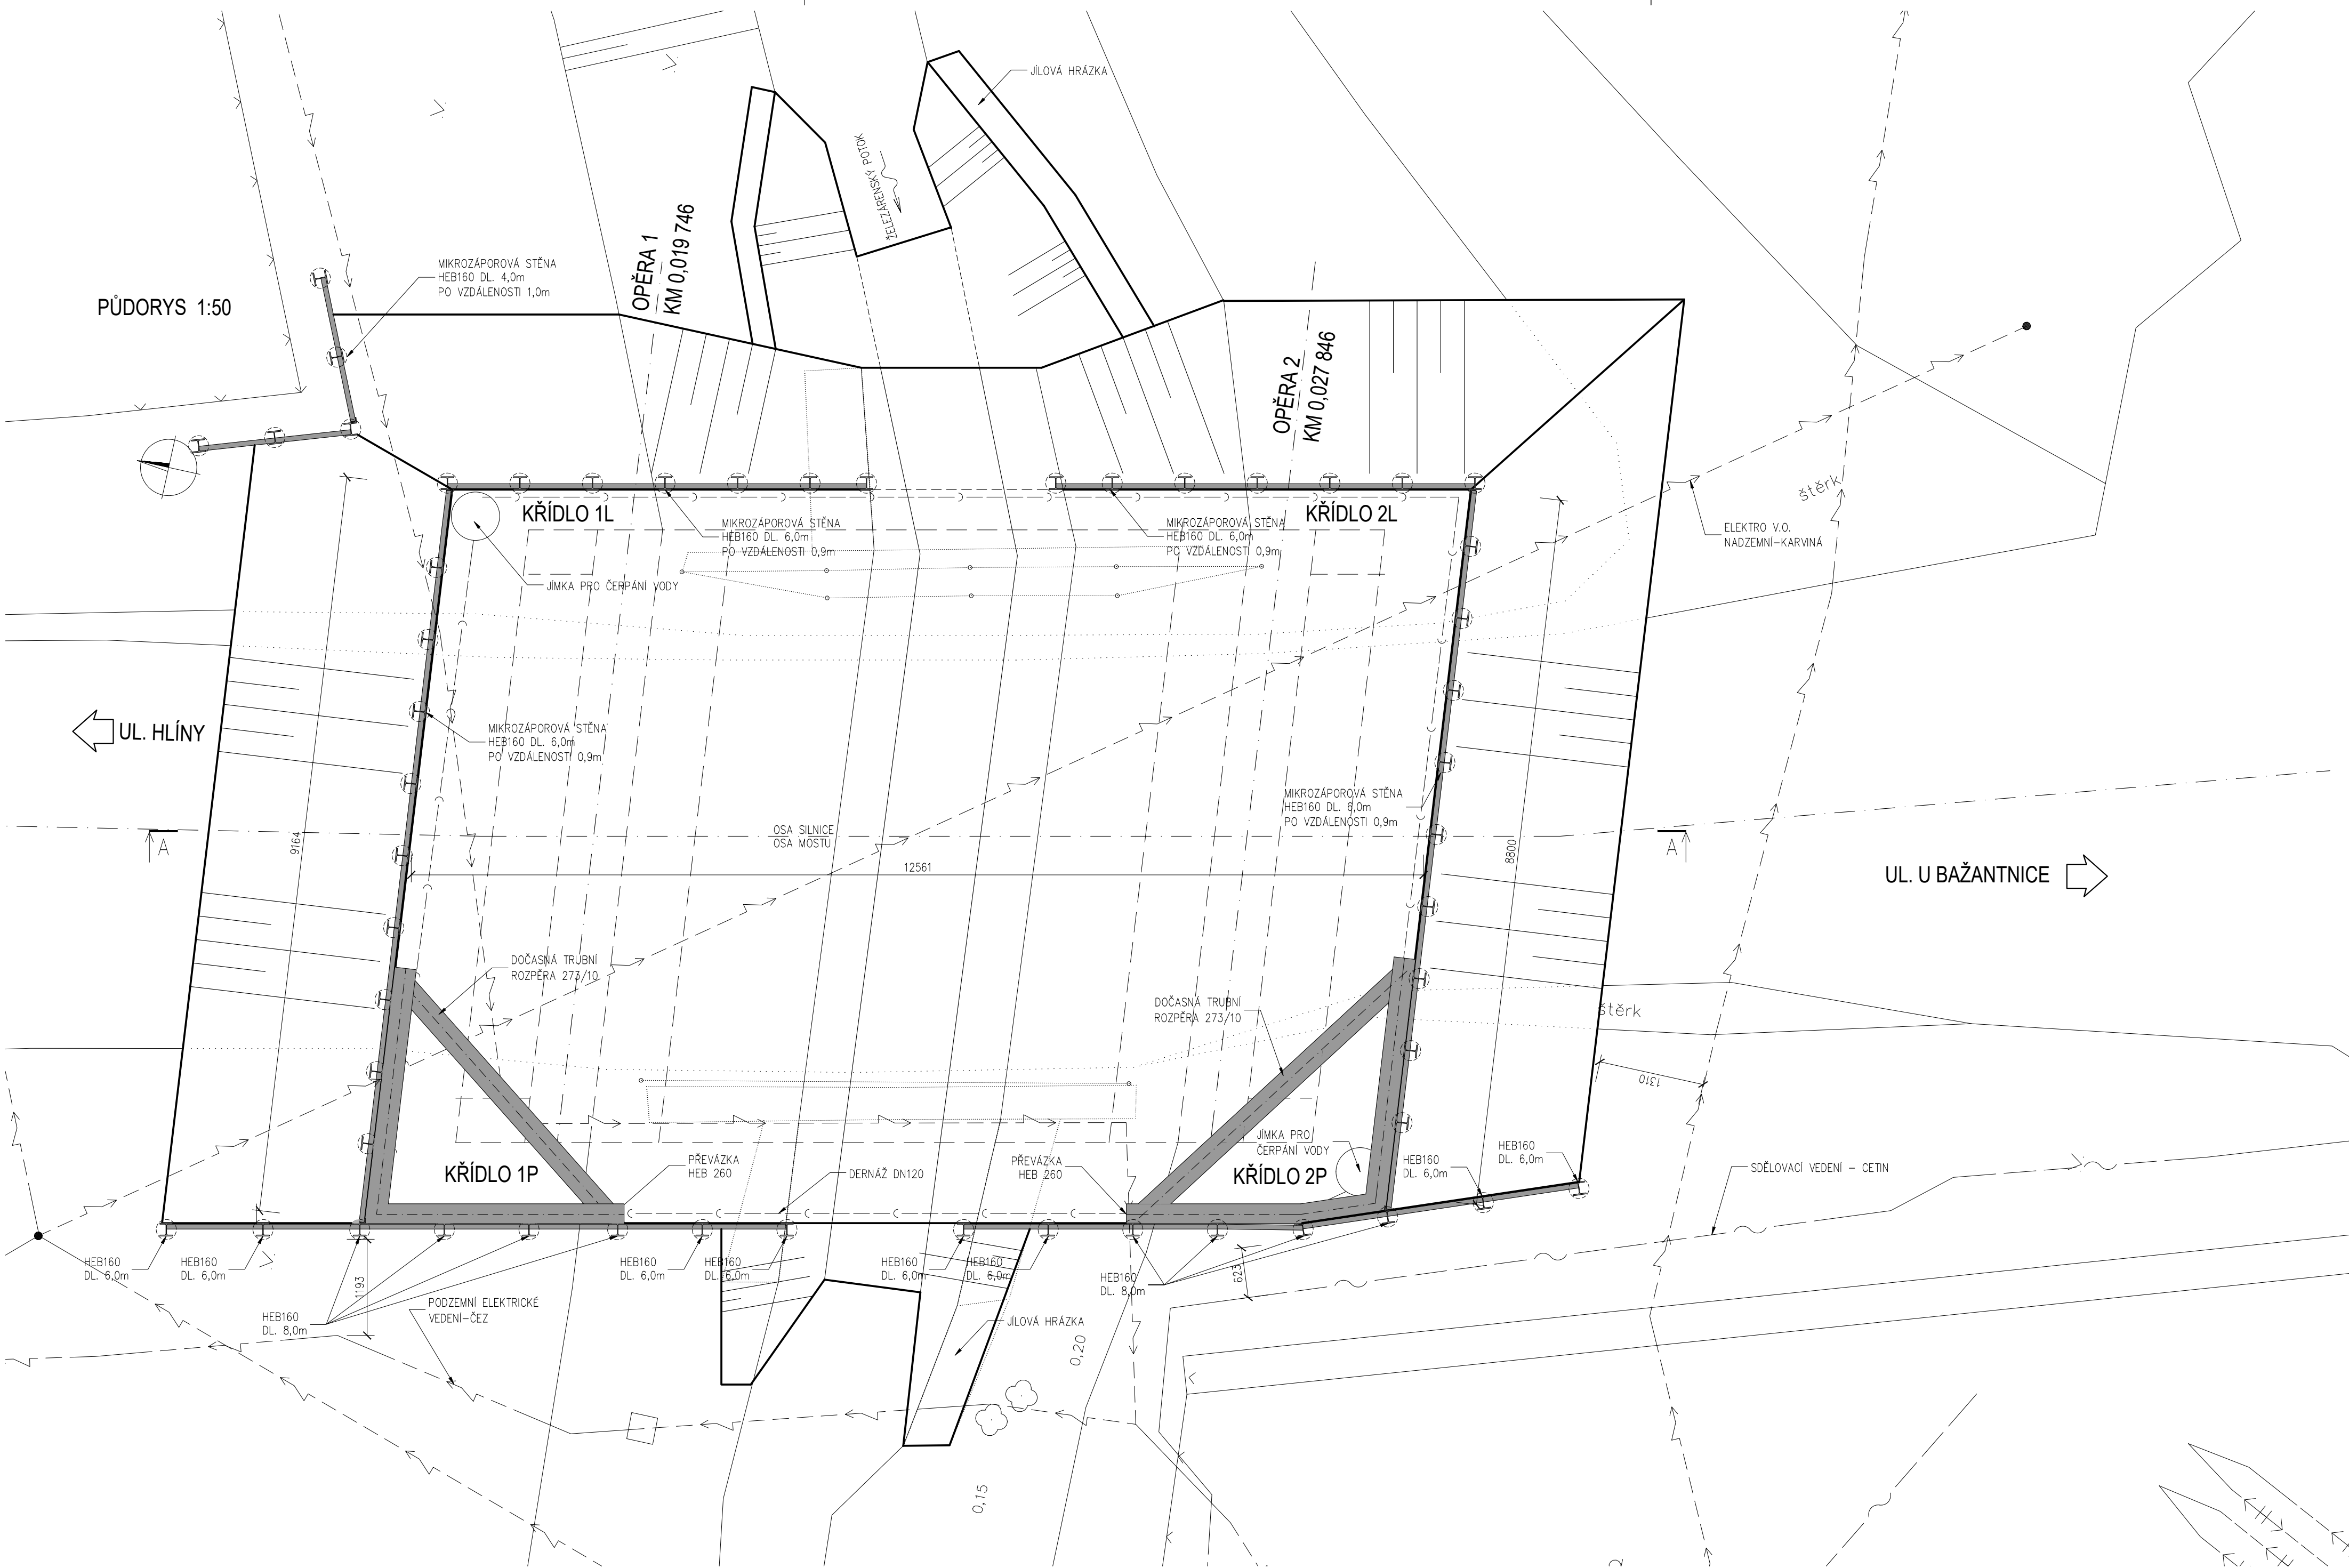 JÍLOVÁ HRÁZKA
ŽELEZÁRENSKÝ POTOK
OPĚRA 1
KM 0,019 746
MIKROZÁPOROVÁ STĚNA
HEB160 DL. 4,0m
PO VZDÁLENOSTI 1,0m
PŮDORYS 1:50
OPĚRA 2
KM 0,027 846
štěrk
KŘÍDLO 1L
KŘÍDLO 2L
MIKROZÁPOROVÁ STĚNA
HEB160 DL. 6,0m
PO VZDÁLENOSTI 0,9m
MIKROZÁPOROVÁ STĚNA
HEB160 DL. 6,0m
PO VZDÁLENOSTI 0,9m
ELEKTRO V.O.
NADZEMNÍ-KARVINÁ
JÍMKA PRO ČERPÁNÍ VODY
UL. HLÍNY
MIKROZÁPOROVÁ STĚNA
HEB160 DL. 6,0m
PO VZDÁLENOSTI 0,9m
MIKROZÁPOROVÁ STĚNA
HEB160 DL. 6,0m
PO VZDÁLENOSTI 0,9m
OSA SILNICE
OSA MOSTU
A
A
9164
8800
12561
UL. U BAŽANTNICE
DOČASNÁ TRUBNÍ
ROZPĚRA 273/10
DOČASNÁ TRUBNÍ
ROZPĚRA 273/10
štěrk
1310
JÍMKA PRO
ČERPÁNÍ VODY
KŘÍDLO 1P
PŘEVÁZKA
HEB 260
DERNÁŽ DN120
PŘEVÁZKA
HEB 260
KŘÍDLO 2P
HEB160
DL. 6,0m
HEB160
DL. 6,0m
SDĚLOVACÍ VEDENÍ - CETIN
HEB160
DL. 6,0m
HEB160
DL. 6,0m
HEB160
DL. 6,0m
HEB160
DL. 6,0m
HEB160
DL. 6,0m
HEB160
DL. 6,0m
HEB160
DL. 8,0m
623
1193
HEB160
DL. 8,0m
PODZEMNÍ ELEKTRICKÉ
VEDENÍ-ČEZ
JÍLOVÁ HRÁZKA
0,20
0,15